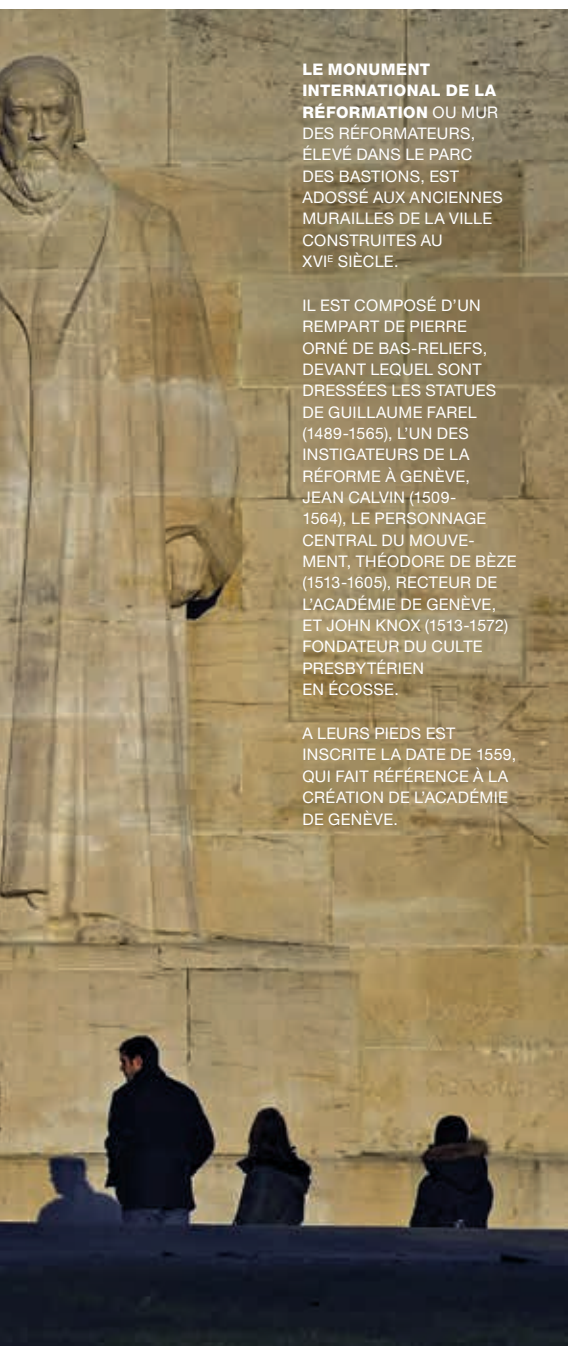 LE MONUMENT
INTERNATIONAL DE LA
RÉFORMATION OU MUR
DES RÉFORMATEURS,
ÉLEVÉ DANS LE PARC
DES BASTIONS, EST
ADOSSÉ AUX ANCIENNES
MURAILLES DE LA VILLE
CONSTRUITES AU
XVIᴱ SIÈCLE.

IL EST COMPOSÉ D'UN
REMPART DE PIERRE
ORNÉ DE BAS-RELIEFS,
DEVANT LEQUEL SONT
DRESSÉES LES STATUES
DE GUILLAUME FAREL
(1489-1565), L'UN DES
INSTIGATEURS DE LA
RÉFORME À GENÈVE,
JEAN CALVIN (1509-
1564), LE PERSONNAGE
CENTRAL DU MOUVE-
MENT, THÉODORE DE BÈZE
(1513-1605), RECTEUR DE
L'ACADÉMIE DE GENÈVE,
ET JOHN KNOX (1513-1572)
FONDATEUR DU CULTE
PRESBYTÉRIEN
EN ÉCOSSE.

A LEURS PIEDS EST
INSCRITE LA DATE DE 1559,
QUI FAIT RÉFÉRENCE À LA
CRÉATION DE L'ACADÉMIE
DE GENÈVE.